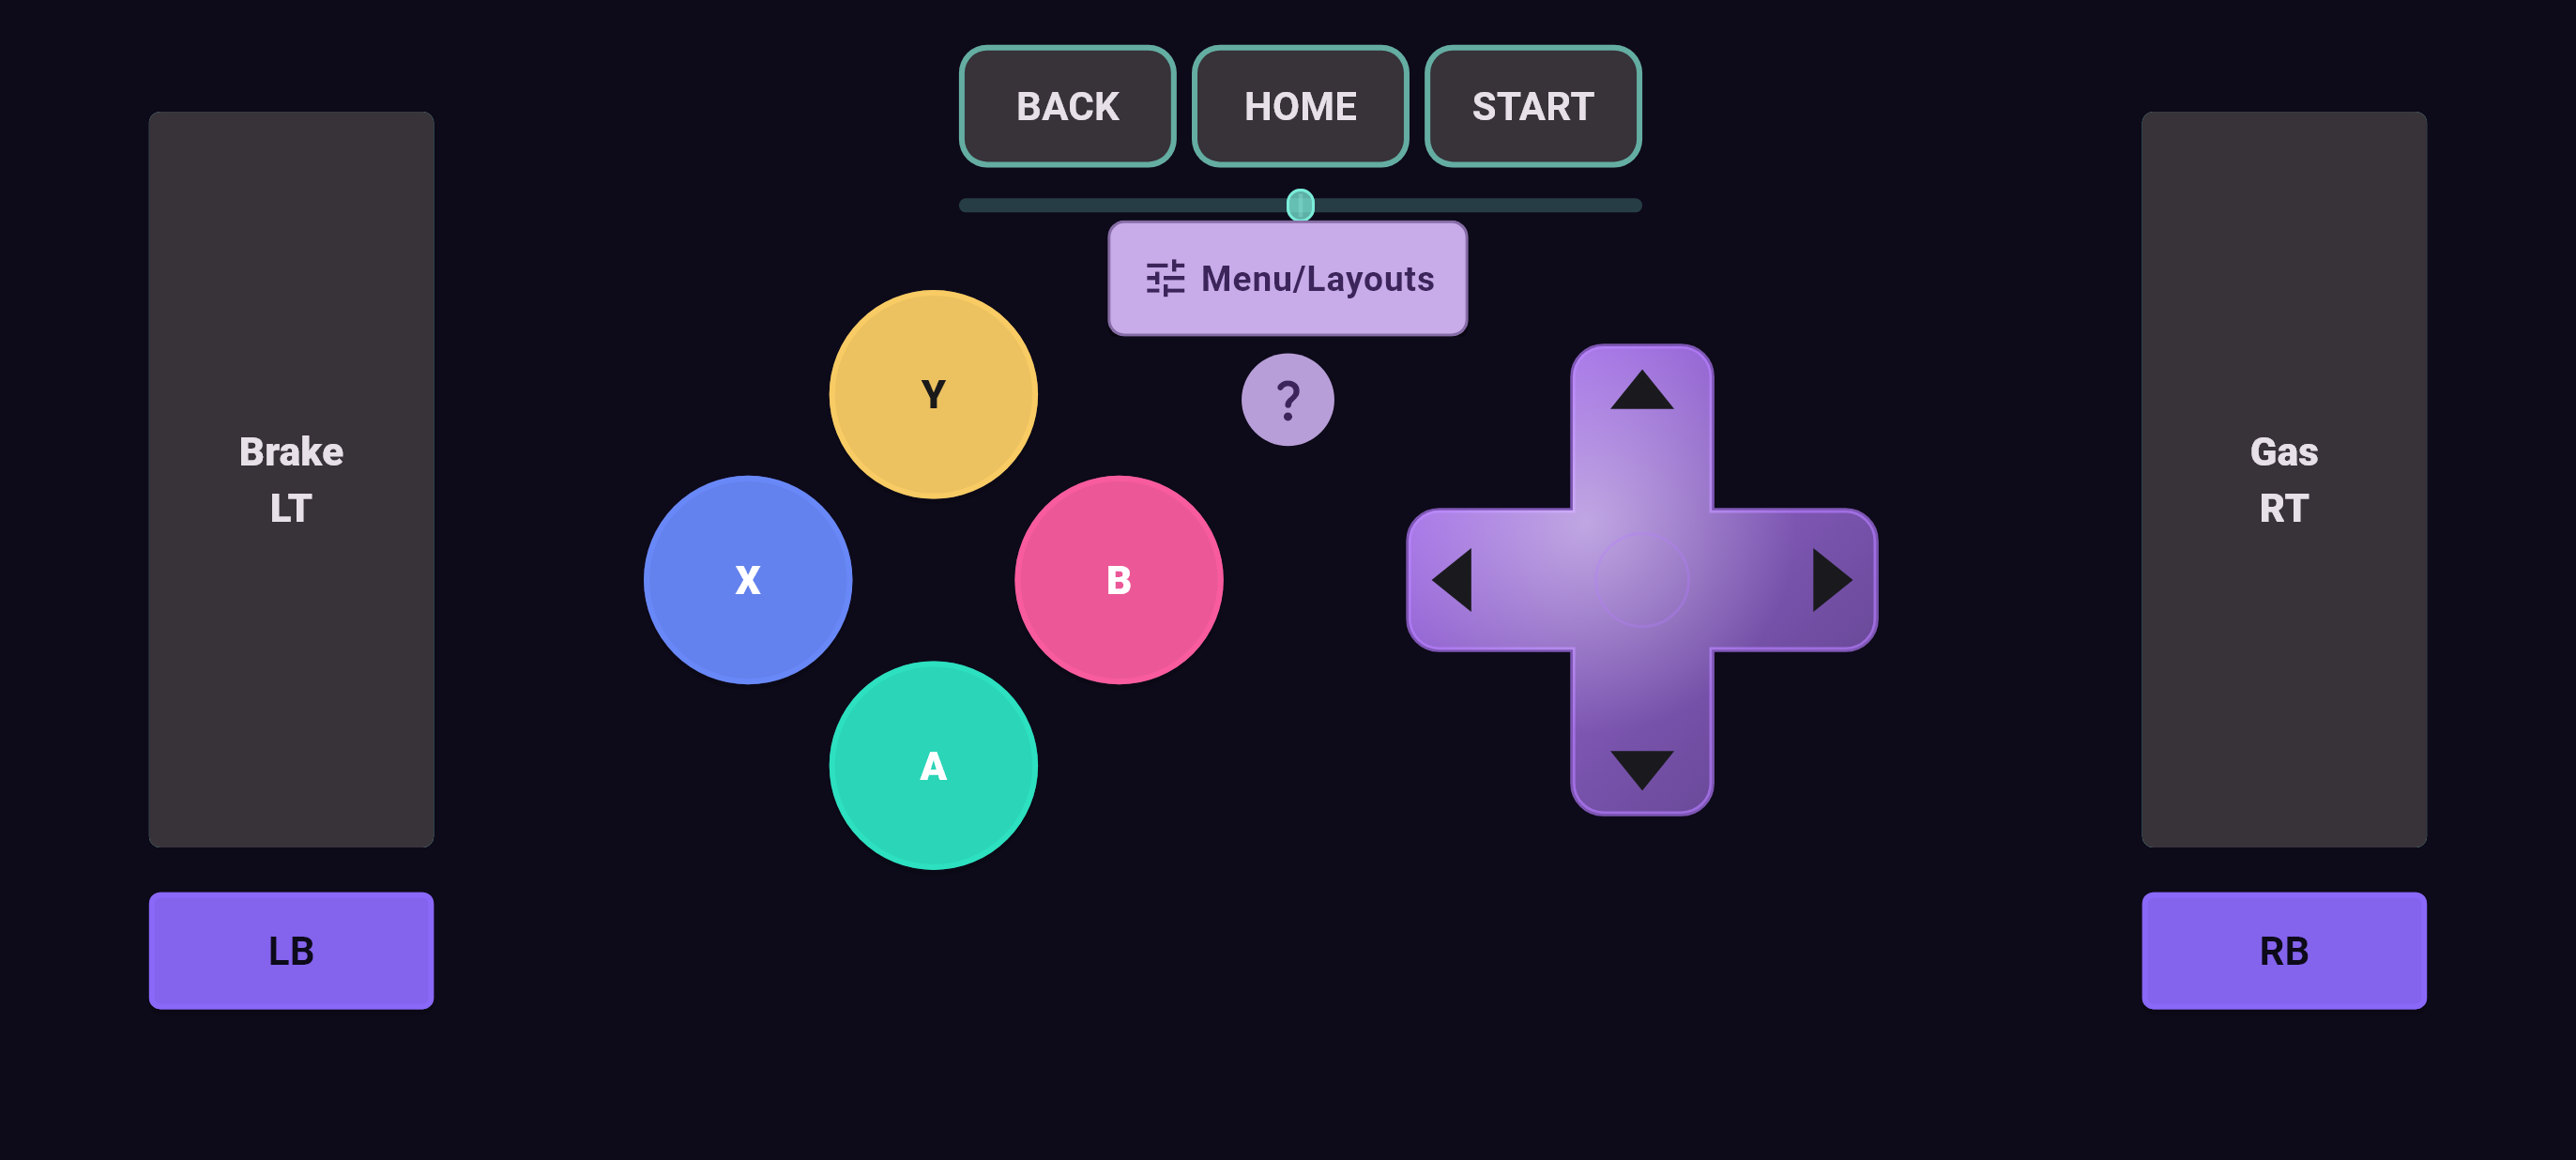 BACK
HOME
START
Menu/Layouts
?
Brake
LT
Y
X
B
A
Gas
RT
LB
RB